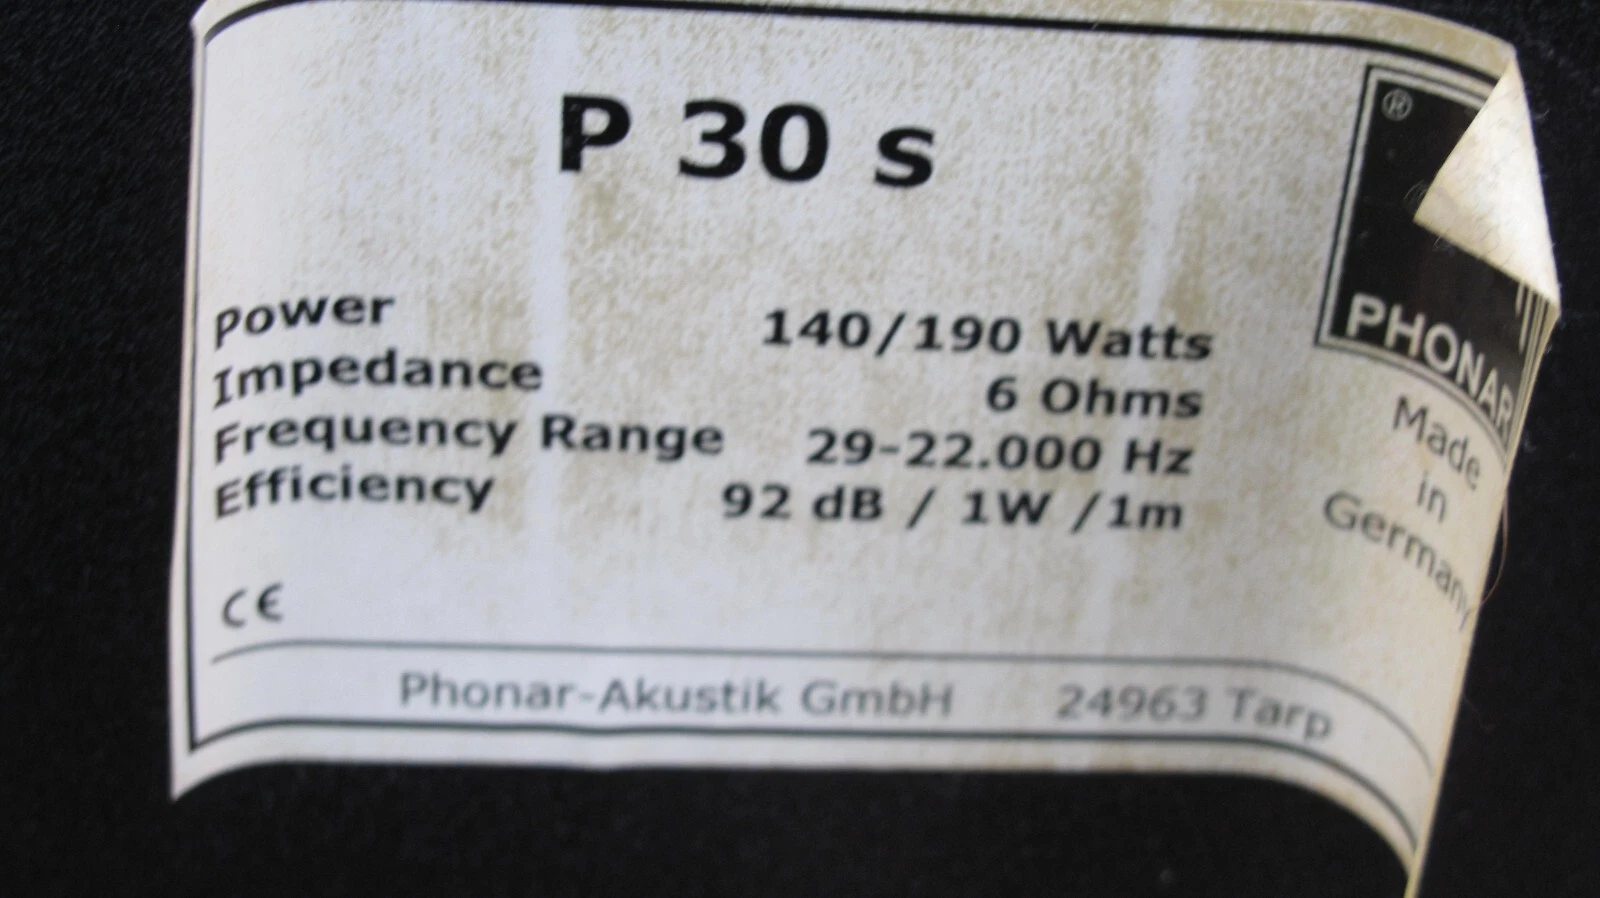 P 30 s
®
PHONAR
Power 140/190 Watts
Impedance 6 Ohms
Frequency Range 29-22.000 Hz
Efficiency 92 dB / 1W /1m
Made
in
Germany
CE
Phonar-Akustik GmbH 24963 Tarp